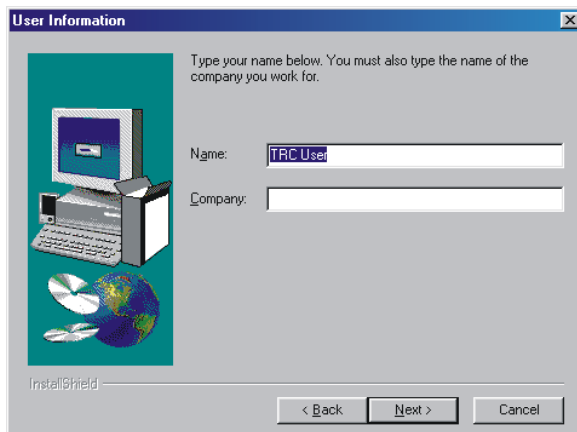 User Information
Type your name below. You must also type the name of the
company you work for.
Name:
TRC User
Company:
InstallShield
< Back
Next >
Cancel